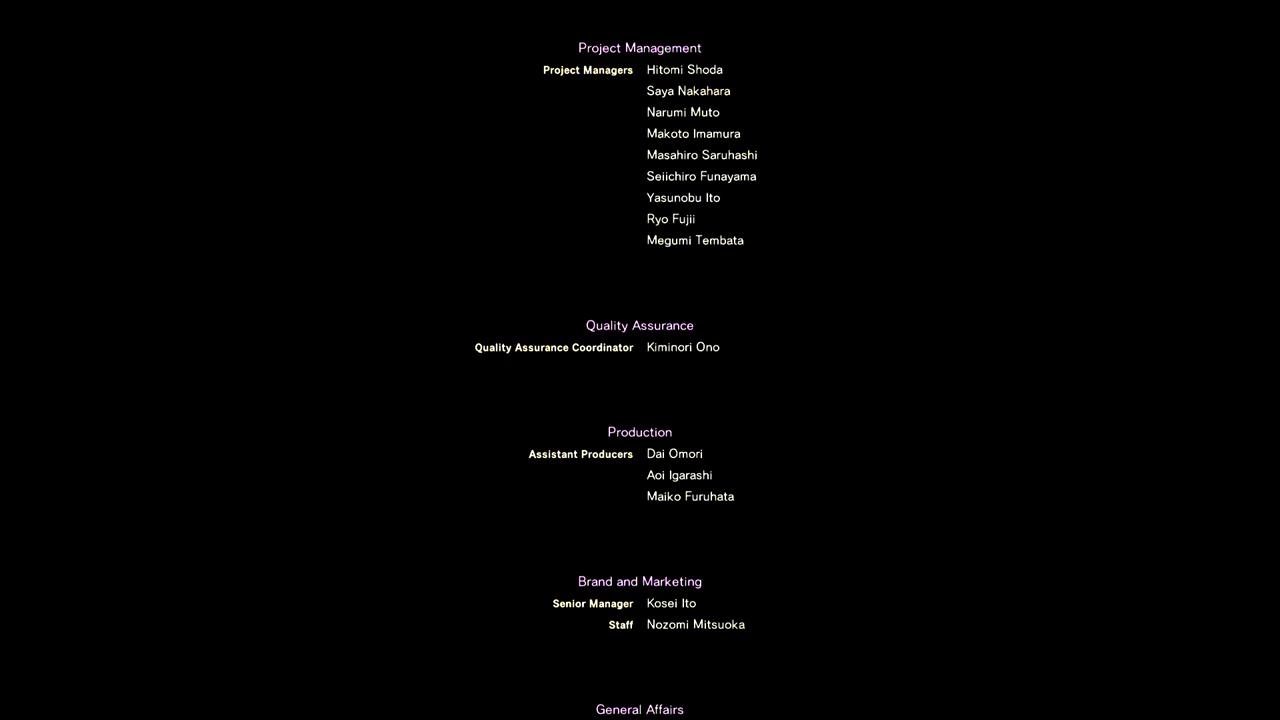 Project Management
Project Managers Hitomi Shoda
Saya Nakahara
Narumi Muto
Makoto Imamura
Masahiro Saruhashi
Seiichiro Funayama
Yasunobu Ito
Ryo Fujii
Megumi Tembata
Quality Assurance
Quality Assurance Coordinator Kiminori Ono
Production
Assistant Producers Dai Omori
Aoi Igarashi
Maiko Furuhata
Brand and Marketing
Senior Manager Kosei Ito
Staff Nozomi Mitsuoka
General Affairs